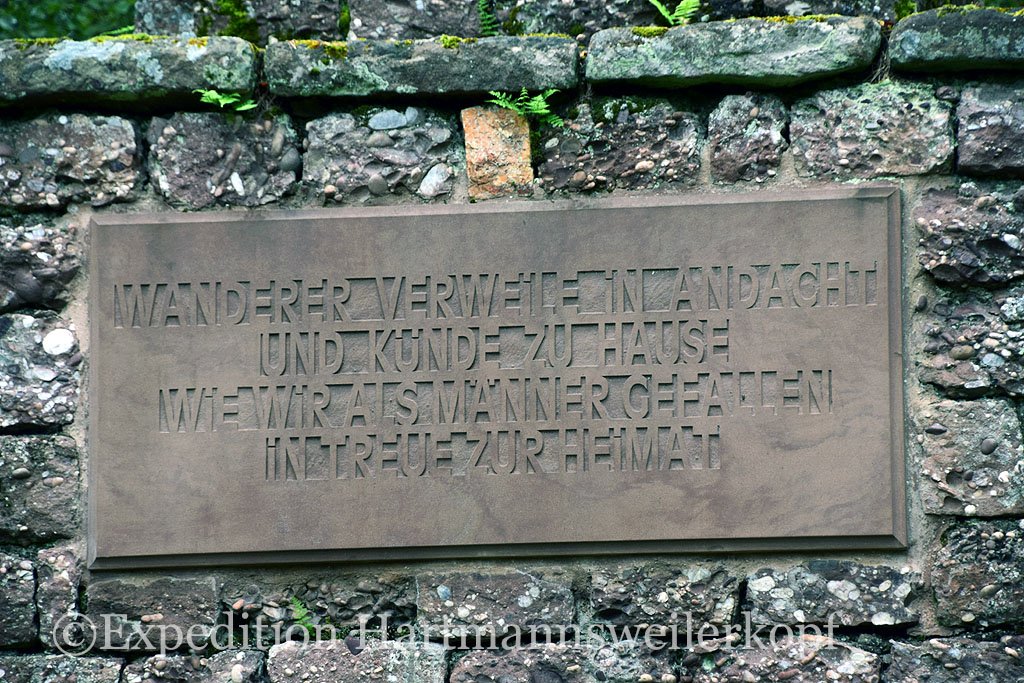 WANDERER VERWEiLE iN ANDACHT
UND KÜNDE ZU HAUSE
WiE WiR ALS MÄNNER GEFALLEN
iN TREUE ZUR HEiMAT
©Expedition Hartmannsweilerkopf